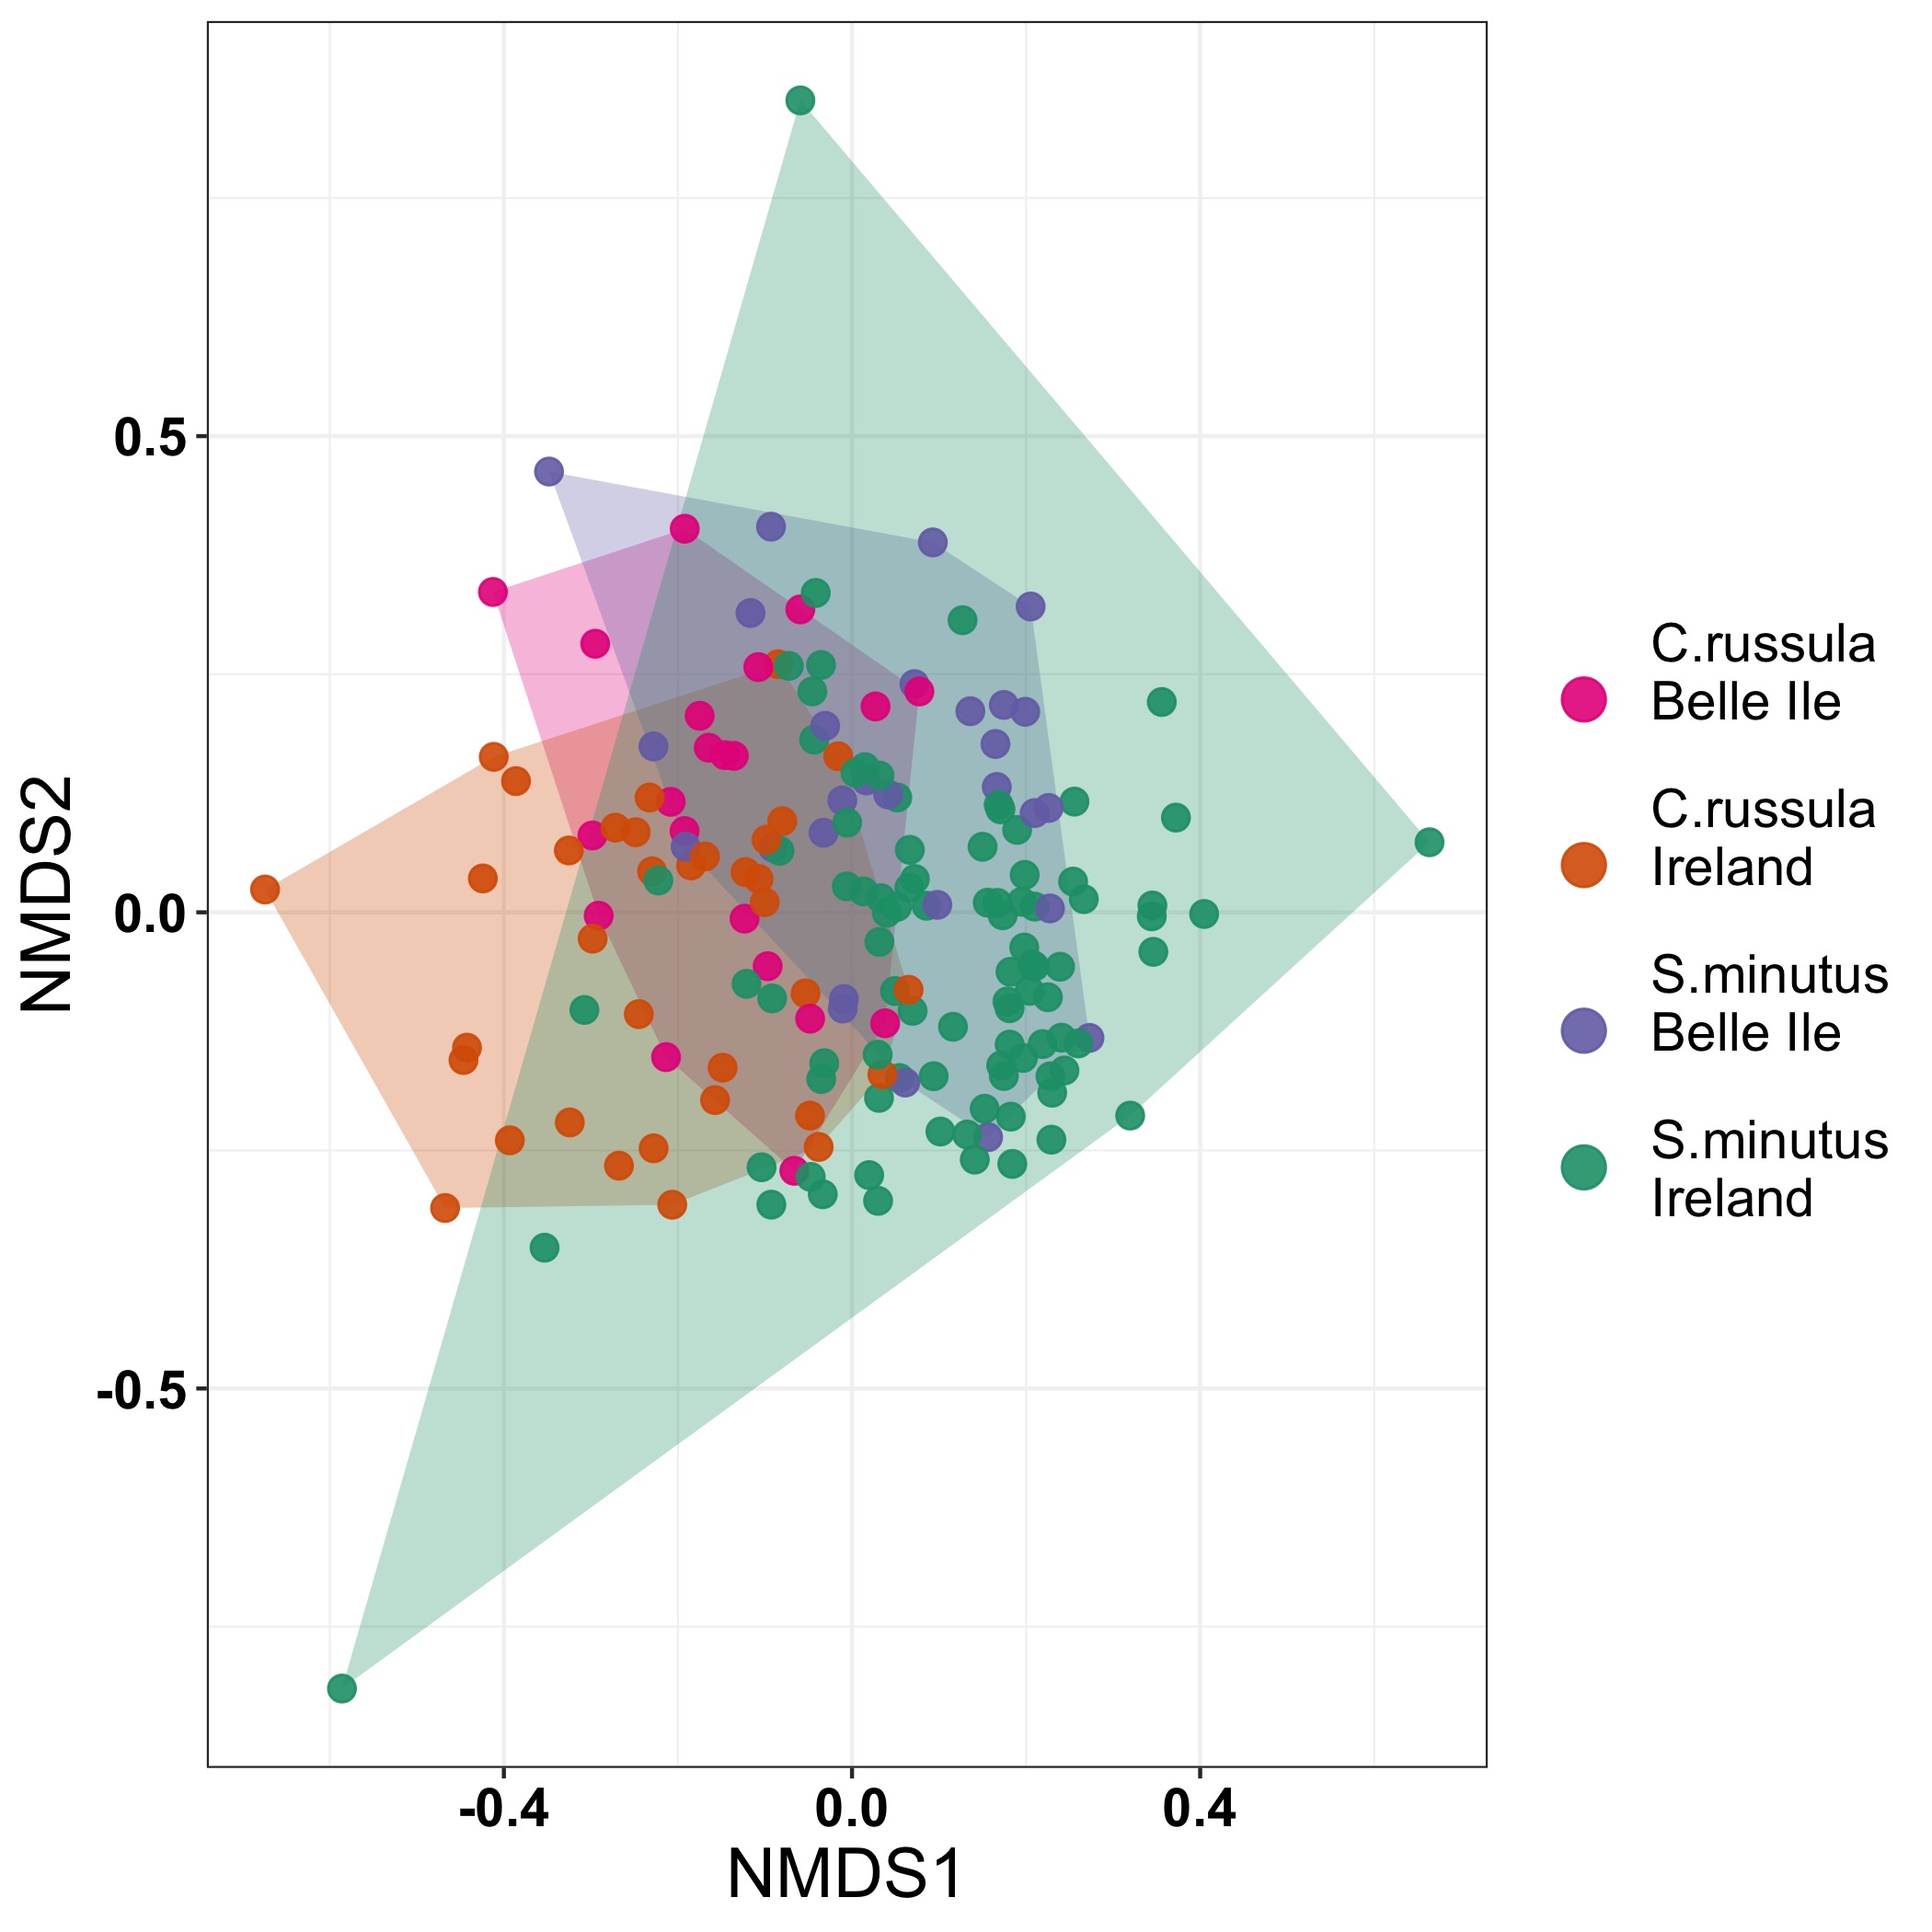 NMDS2
0.5
0.0
-0.5
-0.4
0.0
0.4
NMDS1
C.russula
Belle Ile
C.russula
Ireland
S.minutus
Belle Ile
S.minutus
Ireland